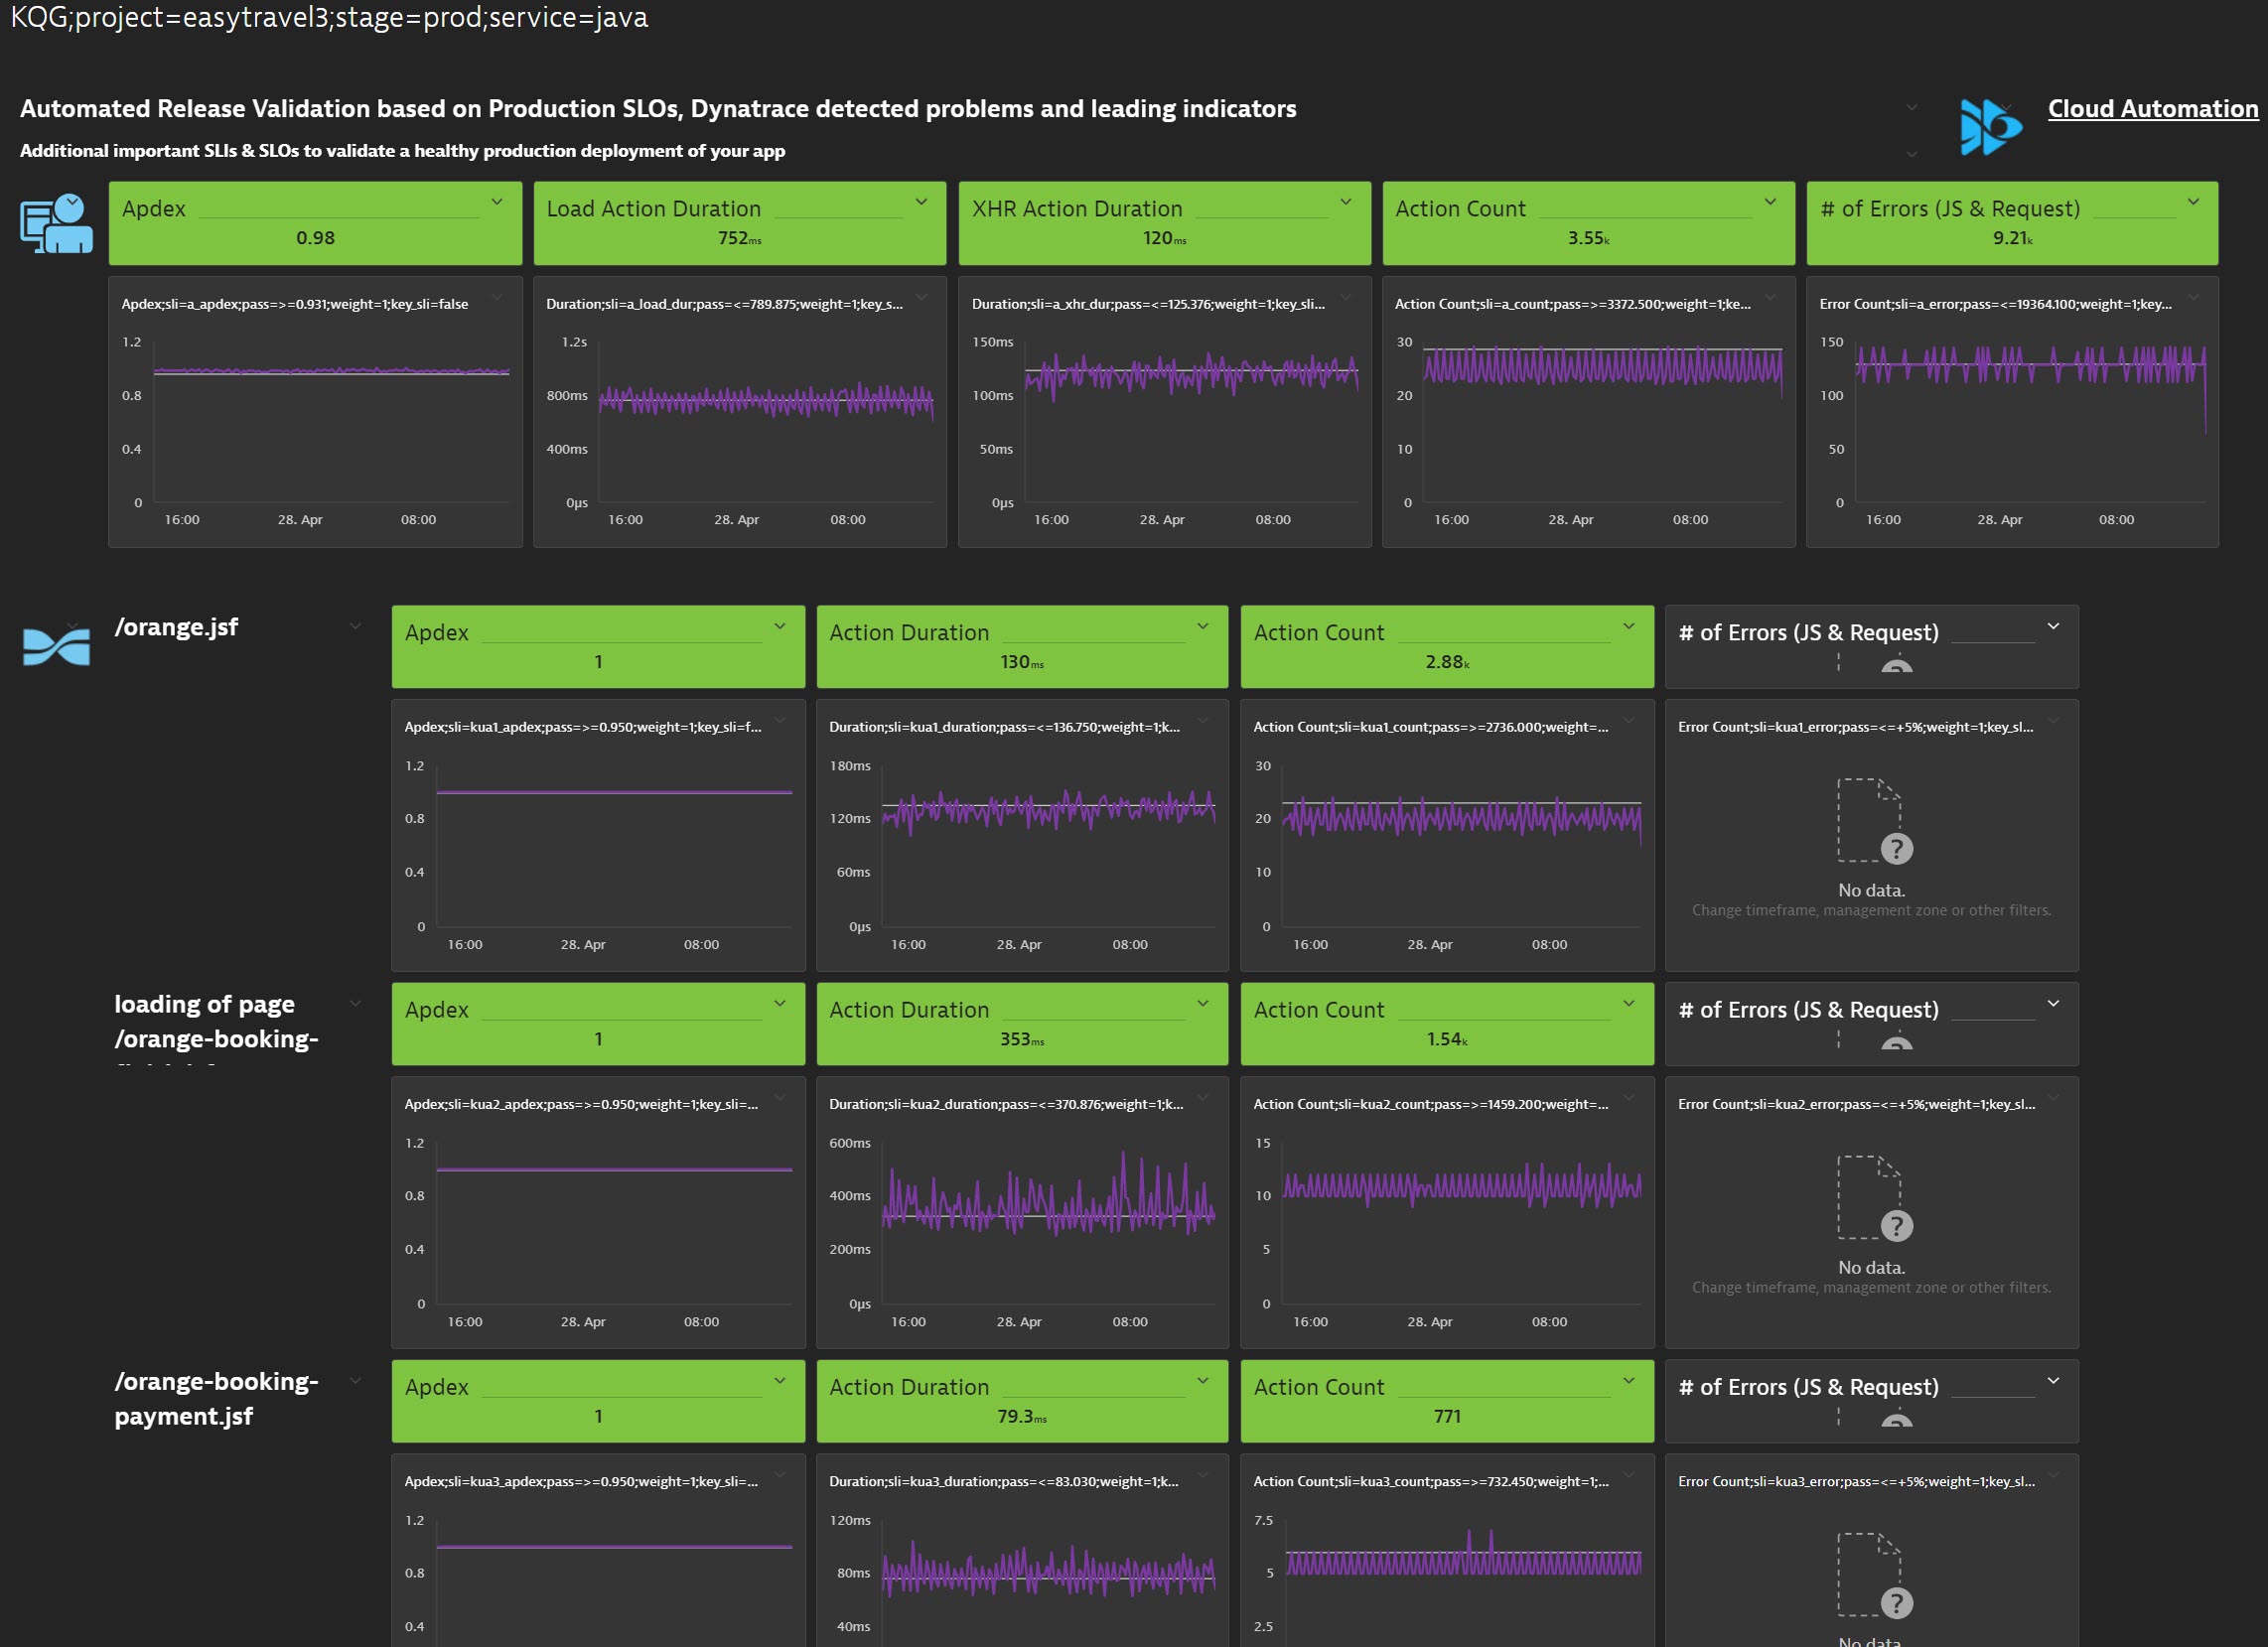 KQG;project=easytravel3;stage=prod;service=java
Automated Release Validation based on Production SLOs, Dynatrace detected problems and leading indicators
Cloud Automation
Additional important SLIs & SLOs to validate a healthy production deployment of your app
Apdex
0.98
Load Action Duration
752ms
XHR Action Duration
120ms
Action Count
3.55k
# of Errors (JS & Request)
9.21k
Apdex;sli=a_apdex;pass=>=0.931;weight=1;key_sli=false
1.2
0.8
0.4
0
16:00 28. Apr 08:00
Duration;sli=a_load_dur;pass=<=789.875;weight=1;key_s...
1.2s
800ms
400ms
0µs
16:00 28. Apr 08:00
Duration;sli=a_xhr_dur;pass=<=125.376;weight=1;key_sli...
150ms
100ms
50ms
0µs
16:00 28. Apr 08:00
Action Count;sli=a_count;pass=>=3372.500;weight=1;ke...
30
20
10
0
16:00 28. Apr 08:00
Error Count;sli=a_error;pass=<=19364.100;weight=1;key...
150
100
50
0
16:00 28. Apr 08:00
/orange.jsf
Apdex
1
Action Duration
130ms
Action Count
2.88k
# of Errors (JS & Request)
Apdex;sli=kua1_apdex;pass=>=0.950;weight=1;key_sli=f...
1.2
0.8
0.4
0
16:00 28. Apr 08:00
Duration;sli=kua1_duration;pass=<=136.750;weight=1;k...
180ms
120ms
60ms
0µs
16:00 28. Apr 08:00
Action Count;sli=kua1_count;pass=>=2736.000;weight=...
30
20
10
0
16:00 28. Apr 08:00
Error Count;sli=kua1_error;pass=<=+5%;weight=1;key_sl...
?
No data.
Change timeframe, management zone or other filters.
loading of page
/orange-booking-
Apdex
1
Action Duration
353ms
Action Count
1.54k
# of Errors (JS & Request)
Apdex;sli=kua2_apdex;pass=>=0.950;weight=1;key_sli=...
1.2
0.8
0.4
0
16:00 28. Apr 08:00
Duration;sli=kua2_duration;pass=<=370.876;weight=1;k...
600ms
400ms
200ms
0µs
16:00 28. Apr 08:00
Action Count;sli=kua2_count;pass=>=1459.200;weight=...
15
10
5
0
16:00 28. Apr 08:00
Error Count;sli=kua2_error;pass=<=+5%;weight=1;key_sl...
?
No data.
Change timeframe, management zone or other filters.
/orange-booking-
payment.jsf
Apdex
1
Action Duration
79.3ms
Action Count
771
# of Errors (JS & Request)
Apdex;sli=kua3_apdex;pass=>=0.950;weight=1;key_sli=...
1.2
0.8
0.4
Duration;sli=kua3_duration;pass=<=83.030;weight=1;k...
120ms
80ms
40ms
Action Count;sli=kua3_count;pass=>=732.450;weight=1;...
7.5
5
2.5
Error Count;sli=kua3_error;pass=<=+5%;weight=1;key_sl...
?
No data.